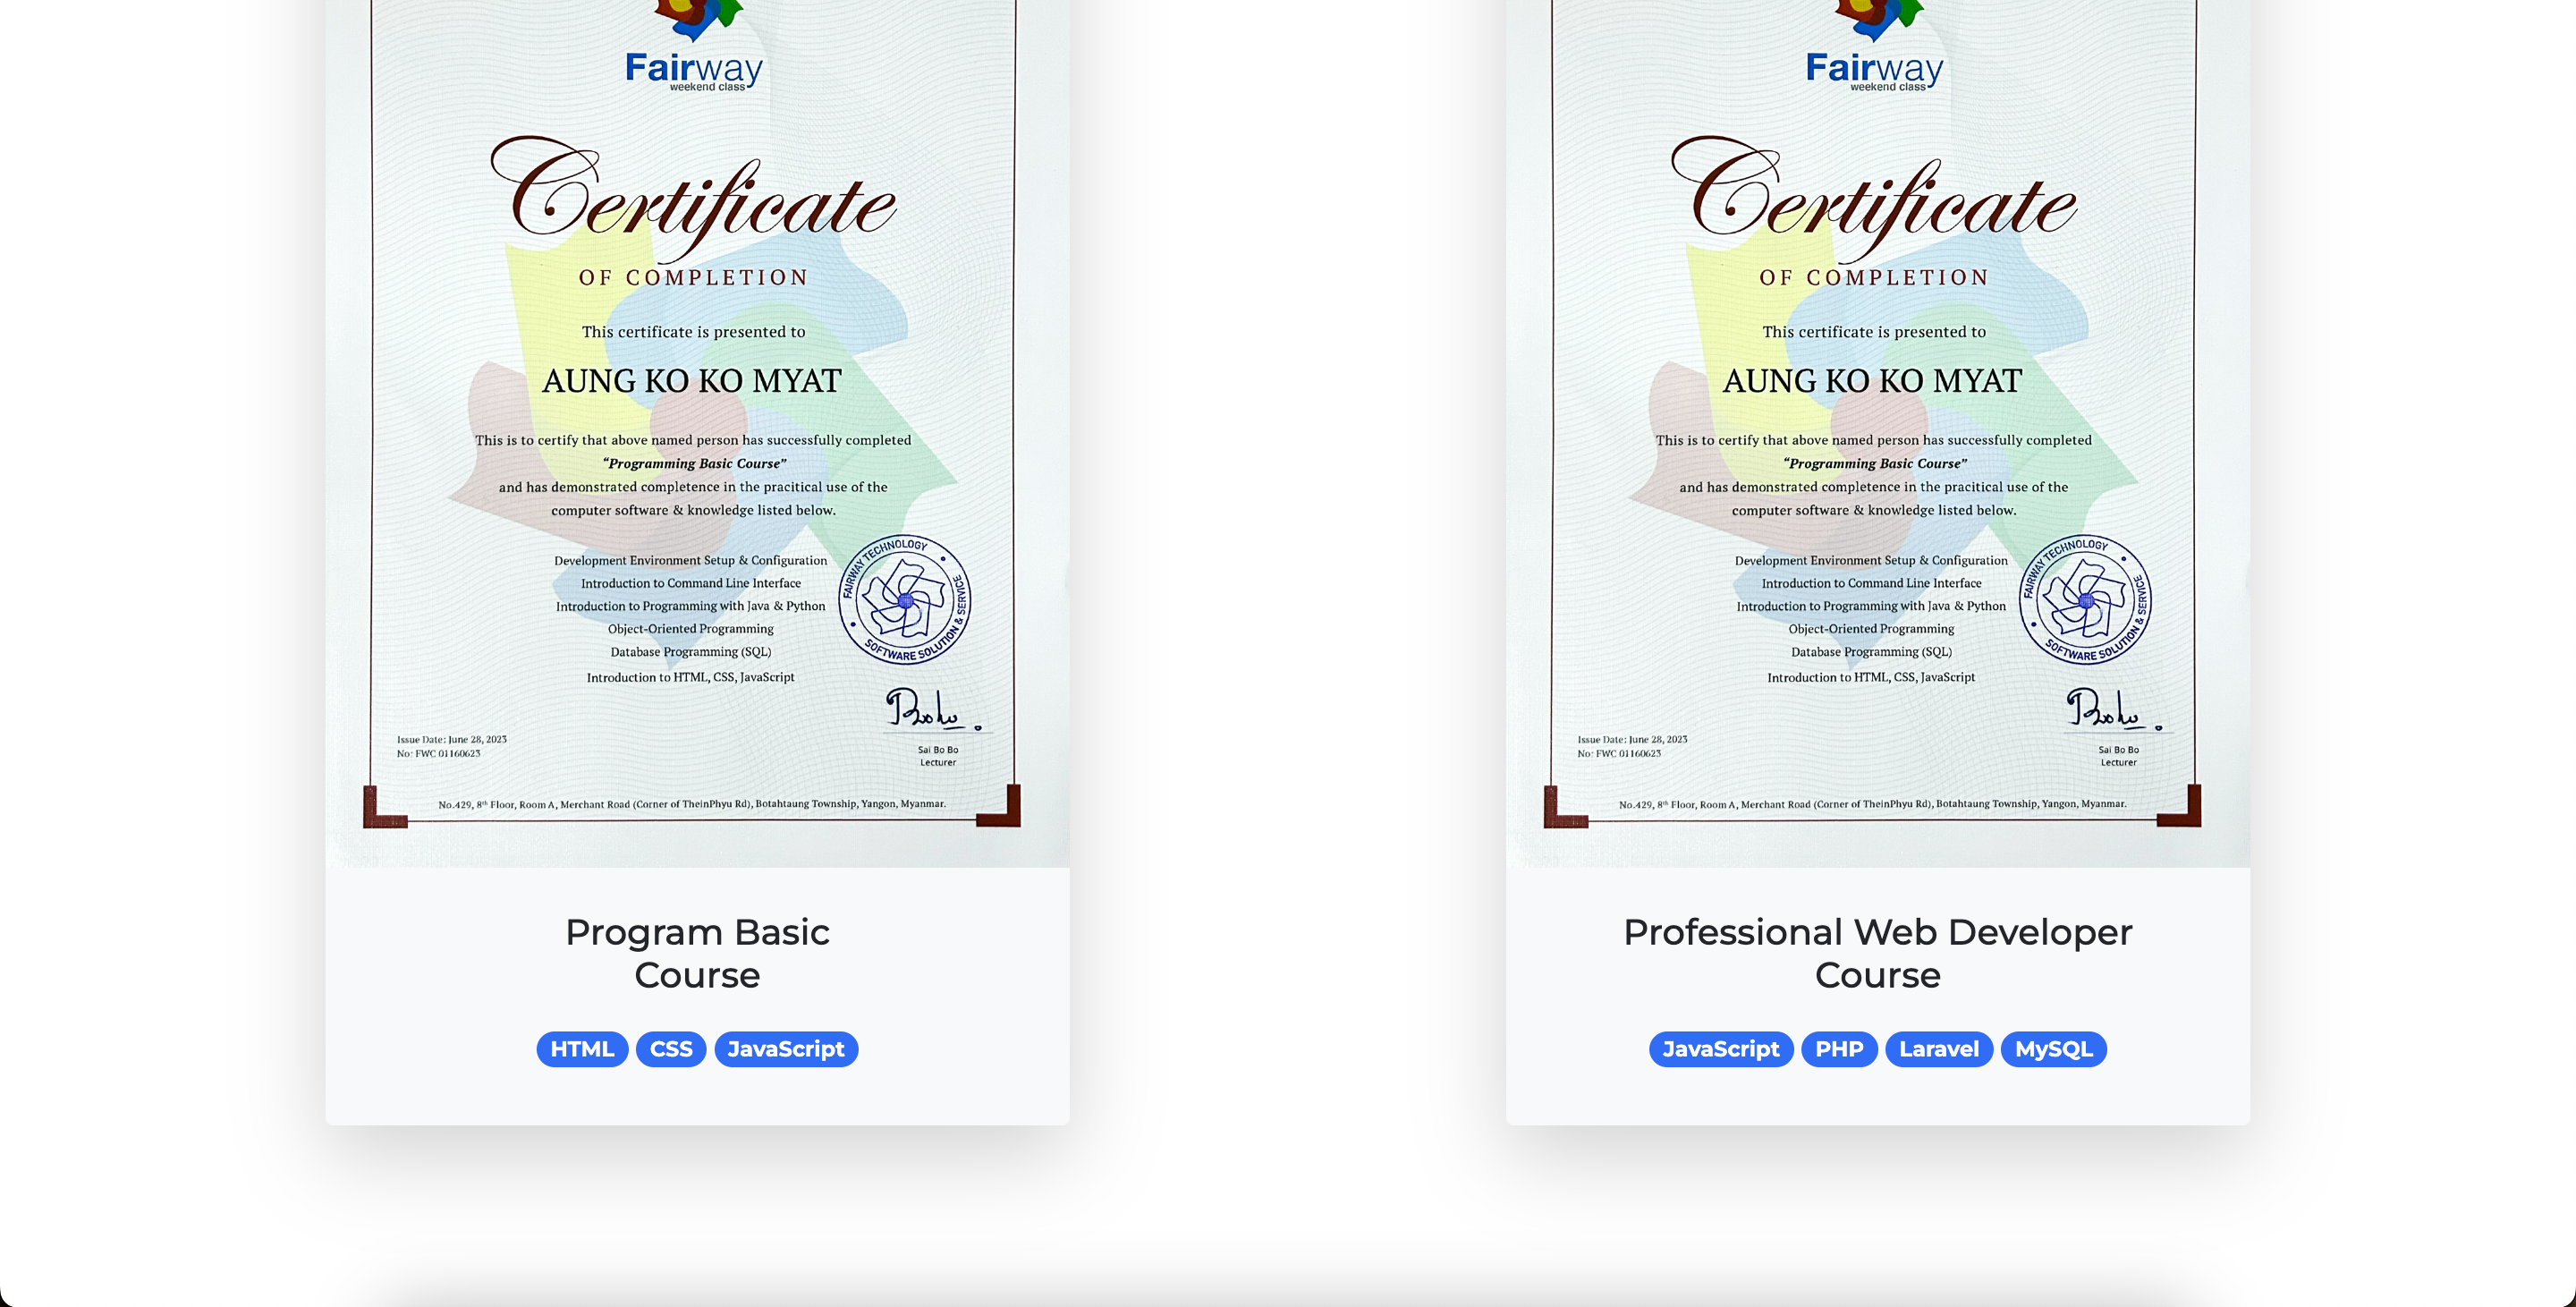 Fairway
weekend class
Certificate
OF COMPLETION
This certificate is presented to
AUNG KO KO MYAT
This is to certify that above named person has successfully completed
“Programming Basic Course”
and has demonstrated completence in the pracitical use of the
computer software & knowledge listed below.
Development Environment Setup & Configuration
Introduction to Command Line Interface
Introduction to Programming with Java & Python
Object-Oriented Programming
Database Programming (SQL)
Introduction to HTML, CSS, JavaScript
FAIRWAY TECHNOLOGY
SOFTWARE SOLUTION & SERVICE
Issue Date: June 28, 2023
No: FWC 01160623
Sai Bo Bo
Lecturer
No.429, 8th Floor, Room A, Merchant Road (Corner of TheinPhyu Rd), Botahtaung Township, Yangon, Myanmar.
Program Basic
Course
HTML CSS JavaScript
Fairway
weekend class
Certificate
OF COMPLETION
This certificate is presented to
AUNG KO KO MYAT
This is to certify that above named person has successfully completed
“Programming Basic Course”
and has demonstrated completence in the pracitical use of the
computer software & knowledge listed below.
Development Environment Setup & Configuration
Introduction to Command Line Interface
Introduction to Programming with Java & Python
Object-Oriented Programming
Database Programming (SQL)
Introduction to HTML, CSS, JavaScript
FAIRWAY TECHNOLOGY
SOFTWARE SOLUTION & SERVICE
Issue Date: June 28, 2023
No: FWC 01160623
Sai Bo Bo
Lecturer
No.429, 8th Floor, Room A, Merchant Road (Corner of TheinPhyu Rd), Botahtaung Township, Yangon, Myanmar.
Professional Web Developer
Course
JavaScript PHP Laravel MySQL